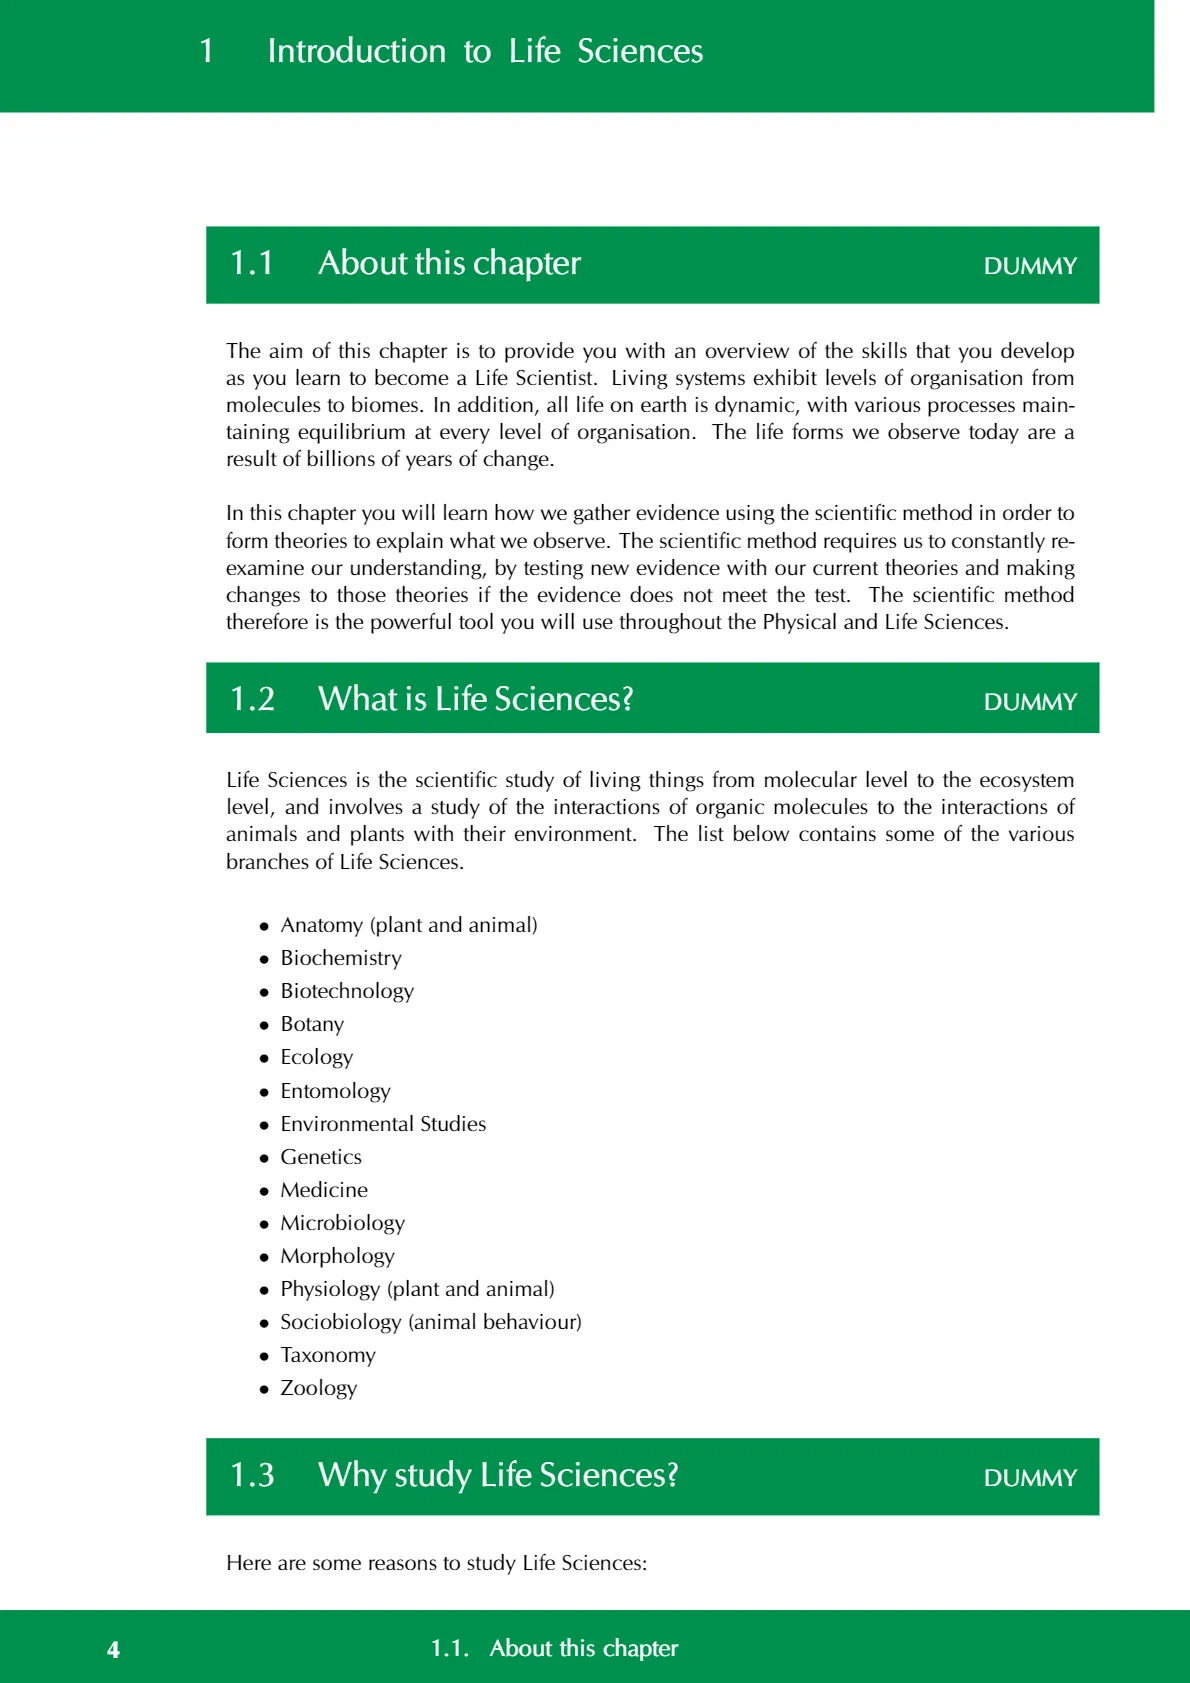 1 Introduction to Life Sciences
1.1 About this chapter DUMMY
The aim of this chapter is to provide you with an overview of the skills that you develop
as you learn to become a Life Scientist. Living systems exhibit levels of organisation from
molecules to biomes. In addition, all life on earth is dynamic, with various processes main-
taining equilibrium at every level of organisation. The life forms we observe today are a
result of billions of years of change.
In this chapter you will learn how we gather evidence using the scientific method in order to
form theories to explain what we observe. The scientific method requires us to constantly re-
examine our understanding, by testing new evidence with our current theories and making
changes to those theories if the evidence does not meet the test. The scientific method
therefore is the powerful tool you will use throughout the Physical and Life Sciences.
1.2 What is Life Sciences? DUMMY
Life Sciences is the scientific study of living things from molecular level to the ecosystem
level, and involves a study of the interactions of organic molecules to the interactions of
animals and plants with their environment. The list below contains some of the various
branches of Life Sciences.
• Anatomy (plant and animal)
• Biochemistry
• Biotechnology
• Botany
• Ecology
• Entomology
• Environmental Studies
• Genetics
• Medicine
• Microbiology
• Morphology
• Physiology (plant and animal)
• Sociobiology (animal behaviour)
• Taxonomy
• Zoology
1.3 Why study Life Sciences? DUMMY
Here are some reasons to study Life Sciences:
4 1.1. About this chapter